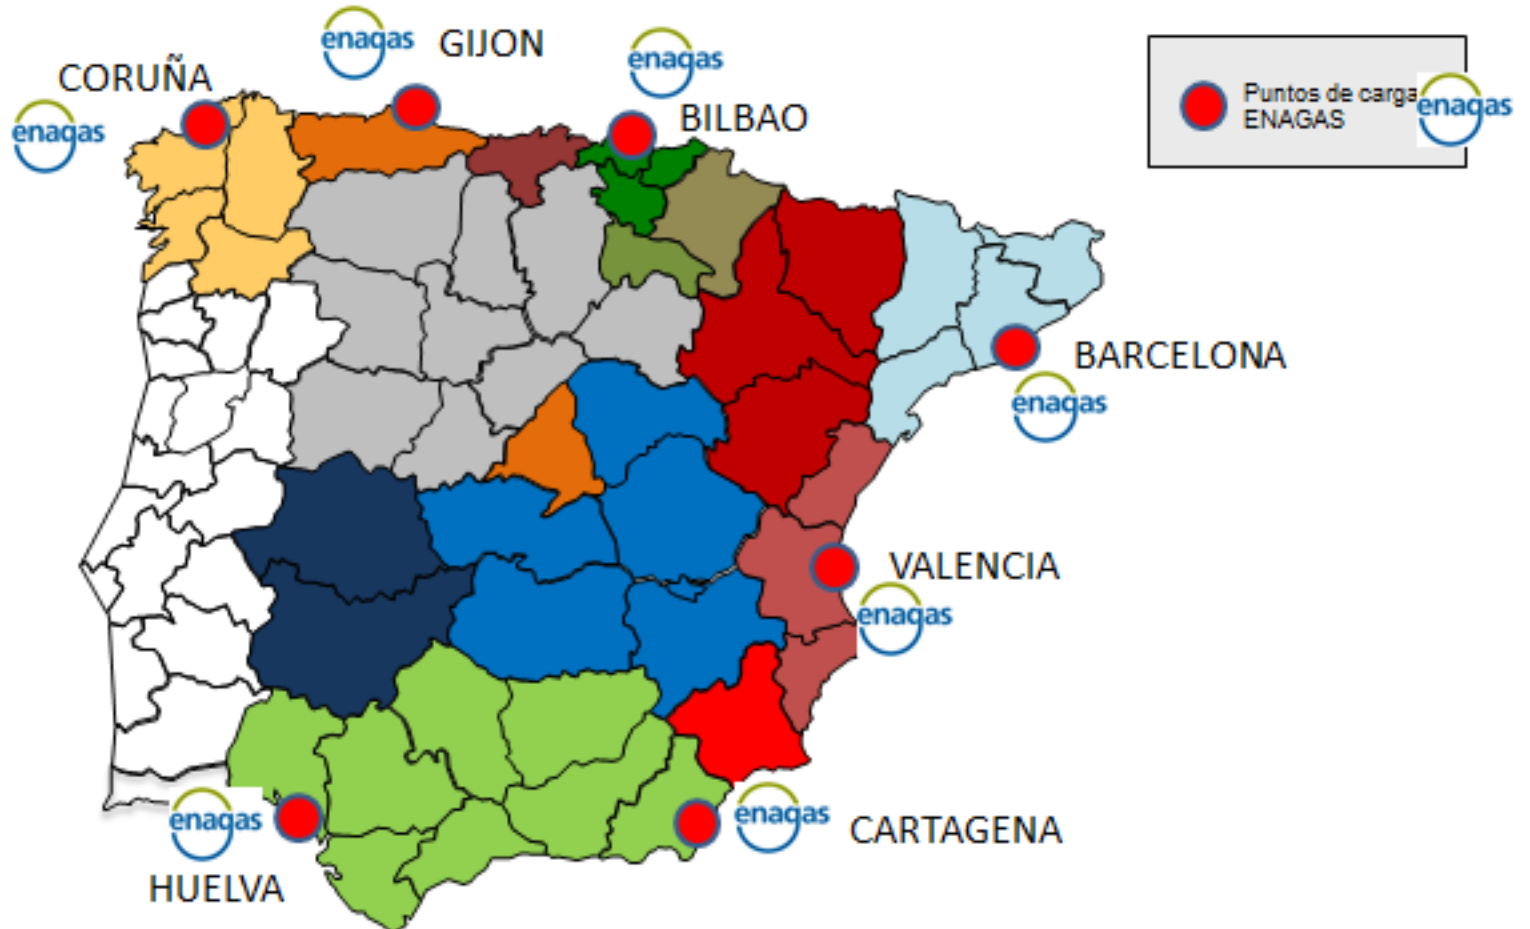 enagas
GIJON
enagas
CORUÑA
enagas
BILBAO
Puntos de carga
ENAGAS
enagas
BARCELONA
enagas
VALENCIA
enagas
enagas
CARTAGENA
enagas
HUELVA